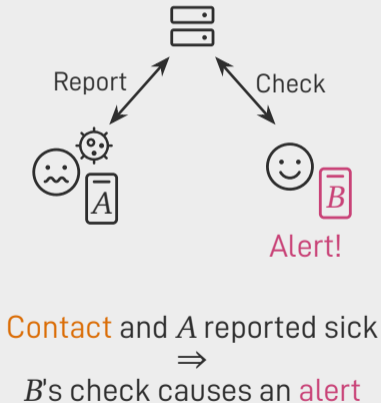 Report
Check
A
B
Alert!
Contact and A reported sick
⇒
B's check causes an alert